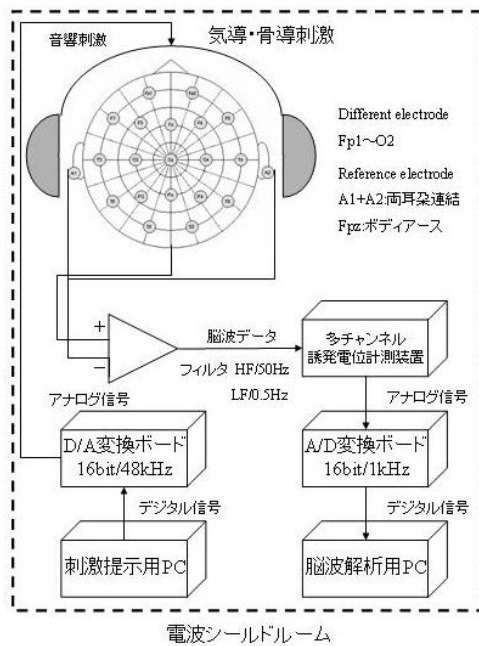 音響刺激
気導・骨導刺激
Different electrode
Fp1～O2
Reference electrode
A1+A2:両耳朶連結
Fpz:ボディアース
+
−
脳波データ
フィルタ HF/50Hz
LF/0.5Hz
多チャンネル
誘発電位計測装置
アナログ信号
アナログ信号
D/A変換ボード
16bit/48kHz
A/D変換ボード
16bit/1kHz
デジタル信号
デジタル信号
刺激提示用PC
脳波解析用PC
電波シールドルーム